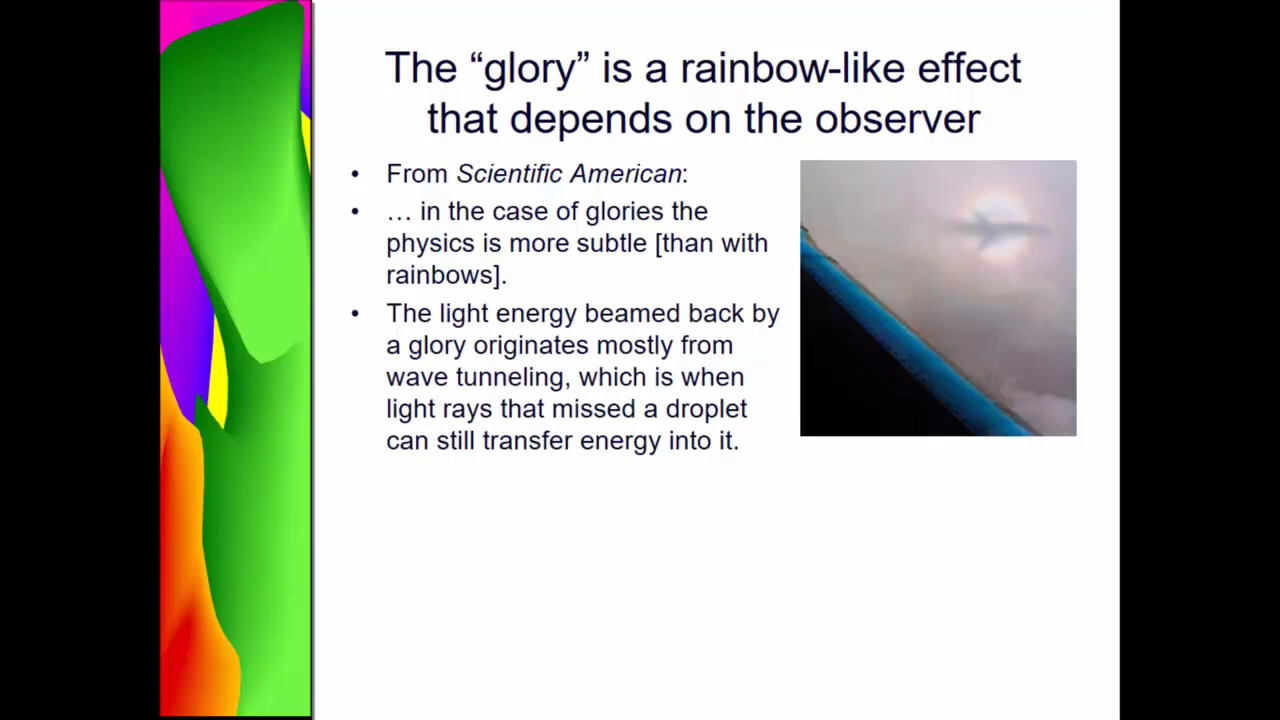 The “glory” is a rainbow-like effect
that depends on the observer
• From Scientific American:
• … in the case of glories the
physics is more subtle [than with
rainbows].
• The light energy beamed back by
a glory originates mostly from
wave tunneling, which is when
light rays that missed a droplet
can still transfer energy into it.